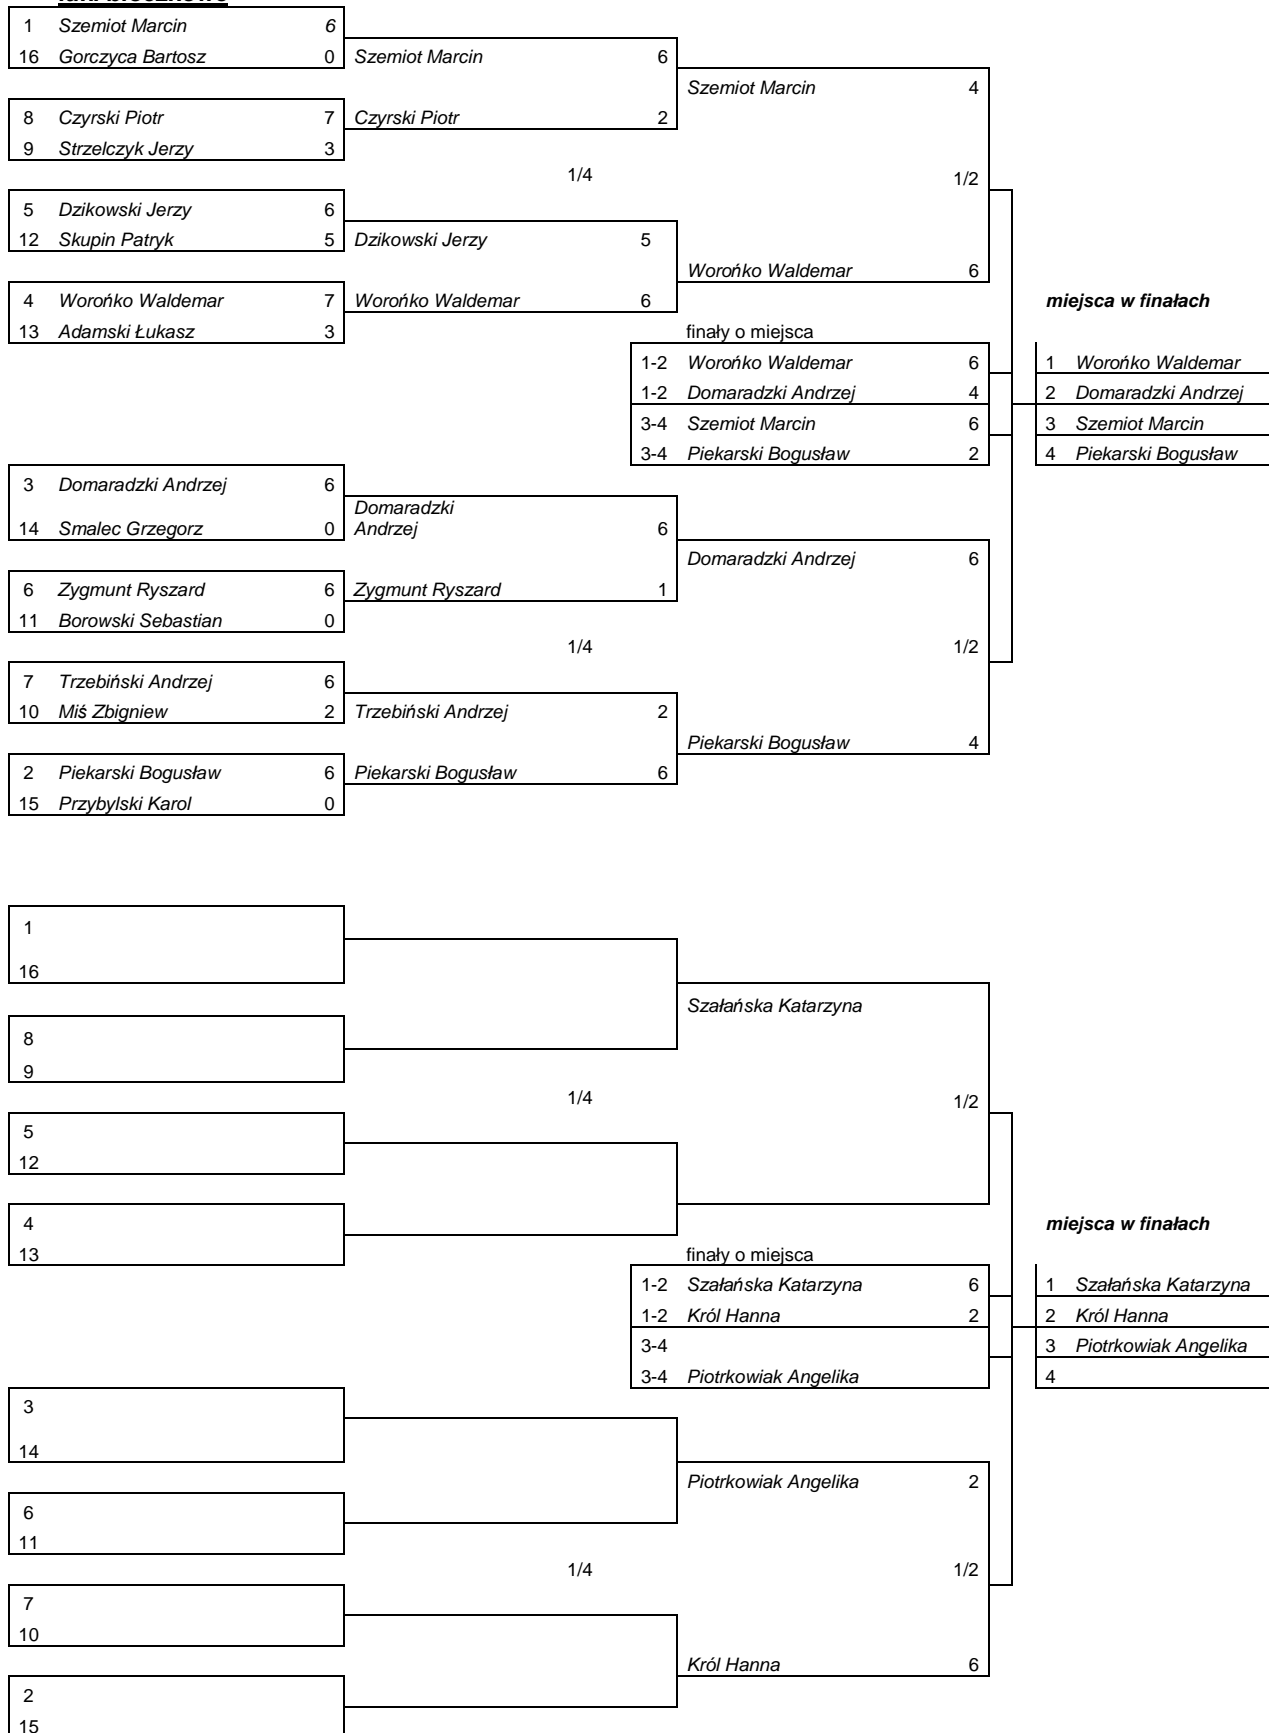 1 Szemiot Marcin 6
16 Gorczyca Bartosz 0 Szemiot Marcin 6
Szemiot Marcin 4
8 Czyrski Piotr 7 Czyrski Piotr 2
9 Strzelczyk Jerzy 3
1/4 1/2
5 Dzikowski Jerzy 6
12 Skupin Patryk 5 Dzikowski Jerzy 5
Worońko Waldemar 6
4 Worońko Waldemar 7 Worońko Waldemar 6 miejsca w finałach
13 Adamski Łukasz 3 finały o miejsca
1-2 Worońko Waldemar 6 1 Worońko Waldemar
1-2 Domaradzki Andrzej 4 2 Domaradzki Andrzej
3-4 Szemiot Marcin 6 3 Szemiot Marcin
3-4 Piekarski Bogusław 2 4 Piekarski Bogusław
3 Domaradzki Andrzej 6
Domaradzki
14 Smalec Grzegorz 0 Andrzej 6
Domaradzki Andrzej 6
6 Zygmunt Ryszard 6 Zygmunt Ryszard 1
11 Borowski Sebastian 0
1/4 1/2
7 Trzebiński Andrzej 6
10 Miś Zbigniew 2 Trzebiński Andrzej 2
Piekarski Bogusław 4
2 Piekarski Bogusław 6 Piekarski Bogusław 6
15 Przybylski Karol 0
1
16
Szałańska Katarzyna
8
9
1/4 1/2
5
12
4 miejsca w finałach
13 finały o miejsca
1-2 Szałańska Katarzyna 6 1 Szałańska Katarzyna
1-2 Król Hanna 2 2 Król Hanna
3-4 3 Piotrkowiak Angelika
3-4 Piotrkowiak Angelika 4
3
14
Piotrkowiak Angelika 2
6
11
1/4 1/2
7
10
Król Hanna 6
2
15